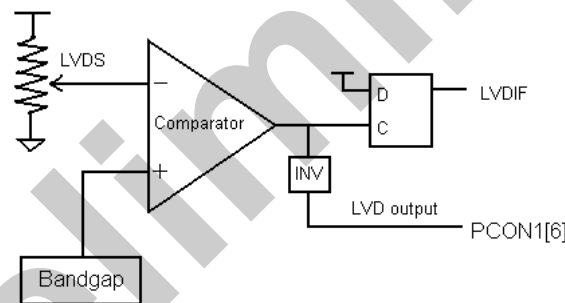 LVDS
−
Comparator
+
Bandgap
INV
LVD output
D
C
LVDIF
PCON1[6]